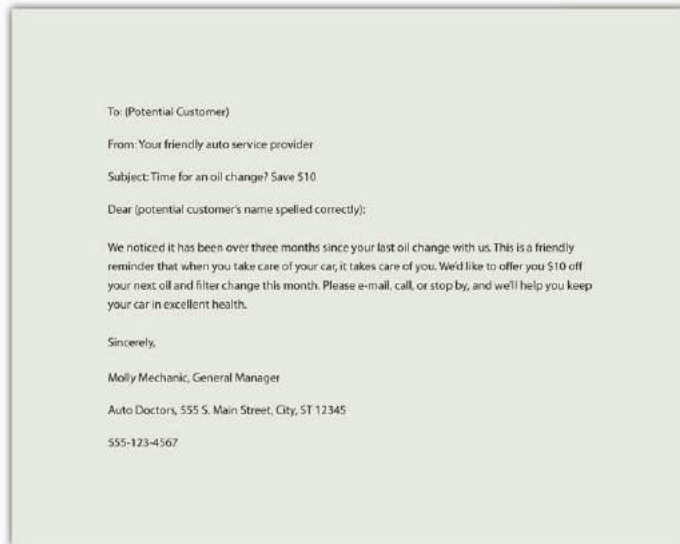 To: (Potential Customer)
From: Your friendly auto service provider
Subject: Time for an oil change? Save $10
Dear (potential customer's name spelled correctly):
We noticed it has been over three months since your last oil change with us. This is a friendly
reminder that when you take care of your car, it takes care of you. We'd like to offer you $10 off
your next oil and filter change this month. Please e-mail, call, or stop by, and we'll help you keep
your car in excellent health.
Sincerely,
Molly Mechanic, General Manager
Auto Doctors, 555 S. Main Street, City, ST 12345
555-123-4567